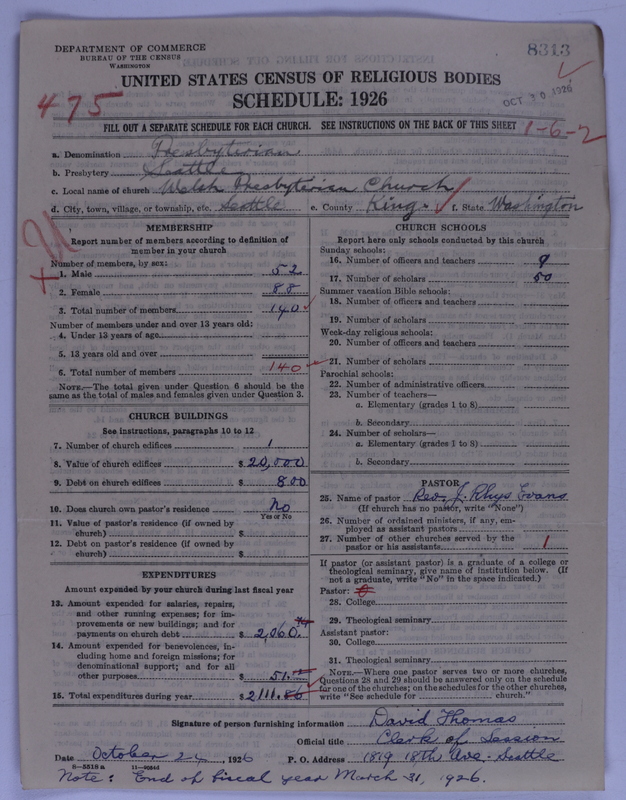 DEPARTMENT OF COMMERCE
BUREAU OF THE CENSUS
WASHINGTON
8313
UNITED STATES CENSUS OF RELIGIOUS BODIES
SCHEDULE: 1926
475
OCT 30 1926
FILL OUT A SEPARATE SCHEDULE FOR EACH CHURCH. SEE INSTRUCTIONS ON THE BACK OF THIS SHEET
1-6-2
a. Denomination Presbyterian
b. Presbytery Seattle
c. Local name of church Welsh Presbyterian Church
d. City, town, village, or township, etc. Seattle e. County King f. State Washington
MEMBERSHIP
Report number of members according to definition of
member in your church
Number of members, by sex:
1. Male 52
2. Female 88
3. Total number of members 140
Number of members under and over 13 years old:
4. Under 13 years of age
5. 13 years old and over
6. Total number of members 140
NOTE.—The total given under Question 6 should be the
same as the total of males and females given under Question 3.
CHURCH BUILDINGS
See instructions, paragraphs 10 to 12
7. Number of church edifices 1
8. Value of church edifices $ 20,000
9. Debt on church edifices $ 800
10. Does church own pastor's residence No
Yes or No
11. Value of pastor's residence (if owned by
church) $
12. Debt on pastor's residence (if owned by
church) $
EXPENDITURES
Amount expended by your church during last fiscal year
13. Amount expended for salaries, repairs,
and other running expenses; for im-
provements or new buildings; and for
payments on church debt $ 2,060.
14. Amount expended for benevolences, in-
cluding home and foreign missions; for
denominational support; and for all
other purposes $ 51.
15. Total expenditures during year $ 2111.
CHURCH SCHOOLS
Report here only schools conducted by this church
Sunday schools:
16. Number of officers and teachers 9
17. Number of scholars 50
Summer vacation Bible schools:
18. Number of officers and teachers
19. Number of scholars
Week-day religious schools:
20. Number of officers and teachers
21. Number of scholars
Parochial schools:
22. Number of administrative officers
23. Number of teachers—
a. Elementary (grades 1 to 8)
b. Secondary
24. Number of scholars—
a. Elementary (grades 1 to 8)
b. Secondary
PASTOR
25. Name of pastor Rev. J. Rhys Evans
(If church has no pastor, write "None")
26. Number of ordained ministers, if any, em-
ployed as assistant pastors
27. Number of other churches served by the
pastor or his assistants 1
If pastor (or assistant pastor) is a graduate of a college or
theological seminary, give name of institution below. (If
not a graduate, write "No" in the space indicated.)
Pastor:
28. College
29. Theological seminary
Assistant pastor:
30. College
31. Theological seminary
NOTE.—Where one pastor serves two or more churches,
Questions 28 and 29 should be answered only on the schedule
for one of the churches; on the schedules for the other churches,
write "See schedule for church."
Signature of person furnishing information David Thomas
Official title Clerk of Session
Date October 24, 1926 P. O. Address 1819 18th Ave. Seattle
8—5518 a
Note: End of fiscal year March 31, 1926.